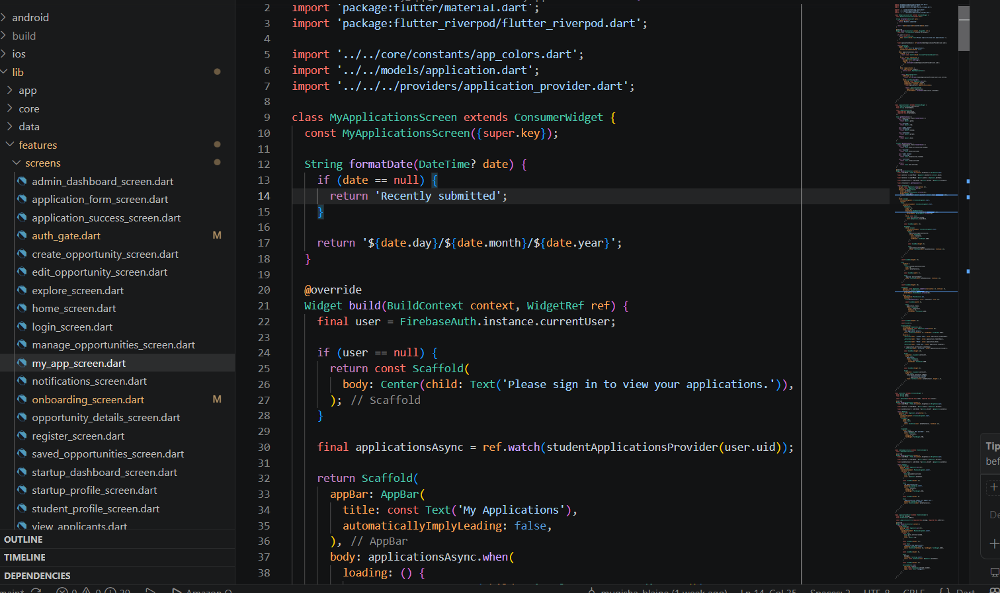 android
build
ios
lib
app
core
data
features
screens
admin_dashboard_screen.dart
application_form_screen.dart
application_success_screen.dart
auth_gate.dart M
create_opportunity_screen.dart
edit_opportunity_screen.dart
explore_screen.dart
home_screen.dart
login_screen.dart
manage_opportunities_screen.dart
my_app_screen.dart
notifications_screen.dart
onboarding_screen.dart M
opportunity_details_screen.dart
register_screen.dart
saved_opportunities_screen.dart
startup_dashboard_screen.dart
startup_profile_screen.dart
student_profile_screen.dart
view_applicants.dart
OUTLINE
TIMELINE
DEPENDENCIES
2 import 'package:flutter/material.dart';
3 import 'package:flutter_riverpod/flutter_riverpod.dart';
4
5 import '../../core/constants/app_colors.dart';
6 import '../../models/application.dart';
7 import '../../../providers/application_provider.dart';
8
9 class MyApplicationsScreen extends ConsumerWidget {
10 const MyApplicationsScreen({super.key});
11
12 String formatDate(DateTime? date) {
13 if (date == null) {
14 return 'Recently submitted';
15 }
16
17 return '${date.day}/${date.month}/${date.year}';
18 }
19
20 @override
21 Widget build(BuildContext context, WidgetRef ref) {
22 final user = FirebaseAuth.instance.currentUser;
23
24 if (user == null) {
25 return const Scaffold(
26 body: Center(child: Text('Please sign in to view your applications.')),
27 ); // Scaffold
28 }
29
30 final applicationsAsync = ref.watch(studentApplicationsProvider(user.uid));
31
32 return Scaffold(
33 appBar: AppBar(
34 title: const Text('My Applications'),
35 automaticallyImplyLeading: false,
36 ), // AppBar
37 body: applicationsAsync.when(
38 loading: () {
Tip
bef
De
main* 0 0 20 Amazon Q mugisha-blaine (1 week ago) Ln 14, Col 35 Spaces: 2 UTF-8 CRLF {} Dart